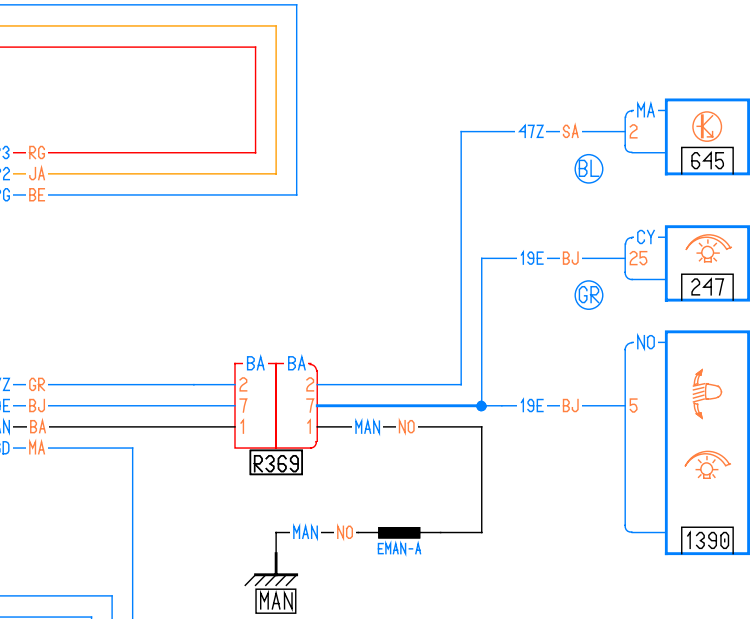 MA
47Z SA 2
BL 645
3 RG
2 JA
G BE
CY
19E BJ 25
GR 247
NO
BA BA
Z GR 2 2
E BJ 7 7 19E BJ 5
N BA 1 1 MAN NO
D MA
R369
MAN NO
EMAN-A 1390
MAN